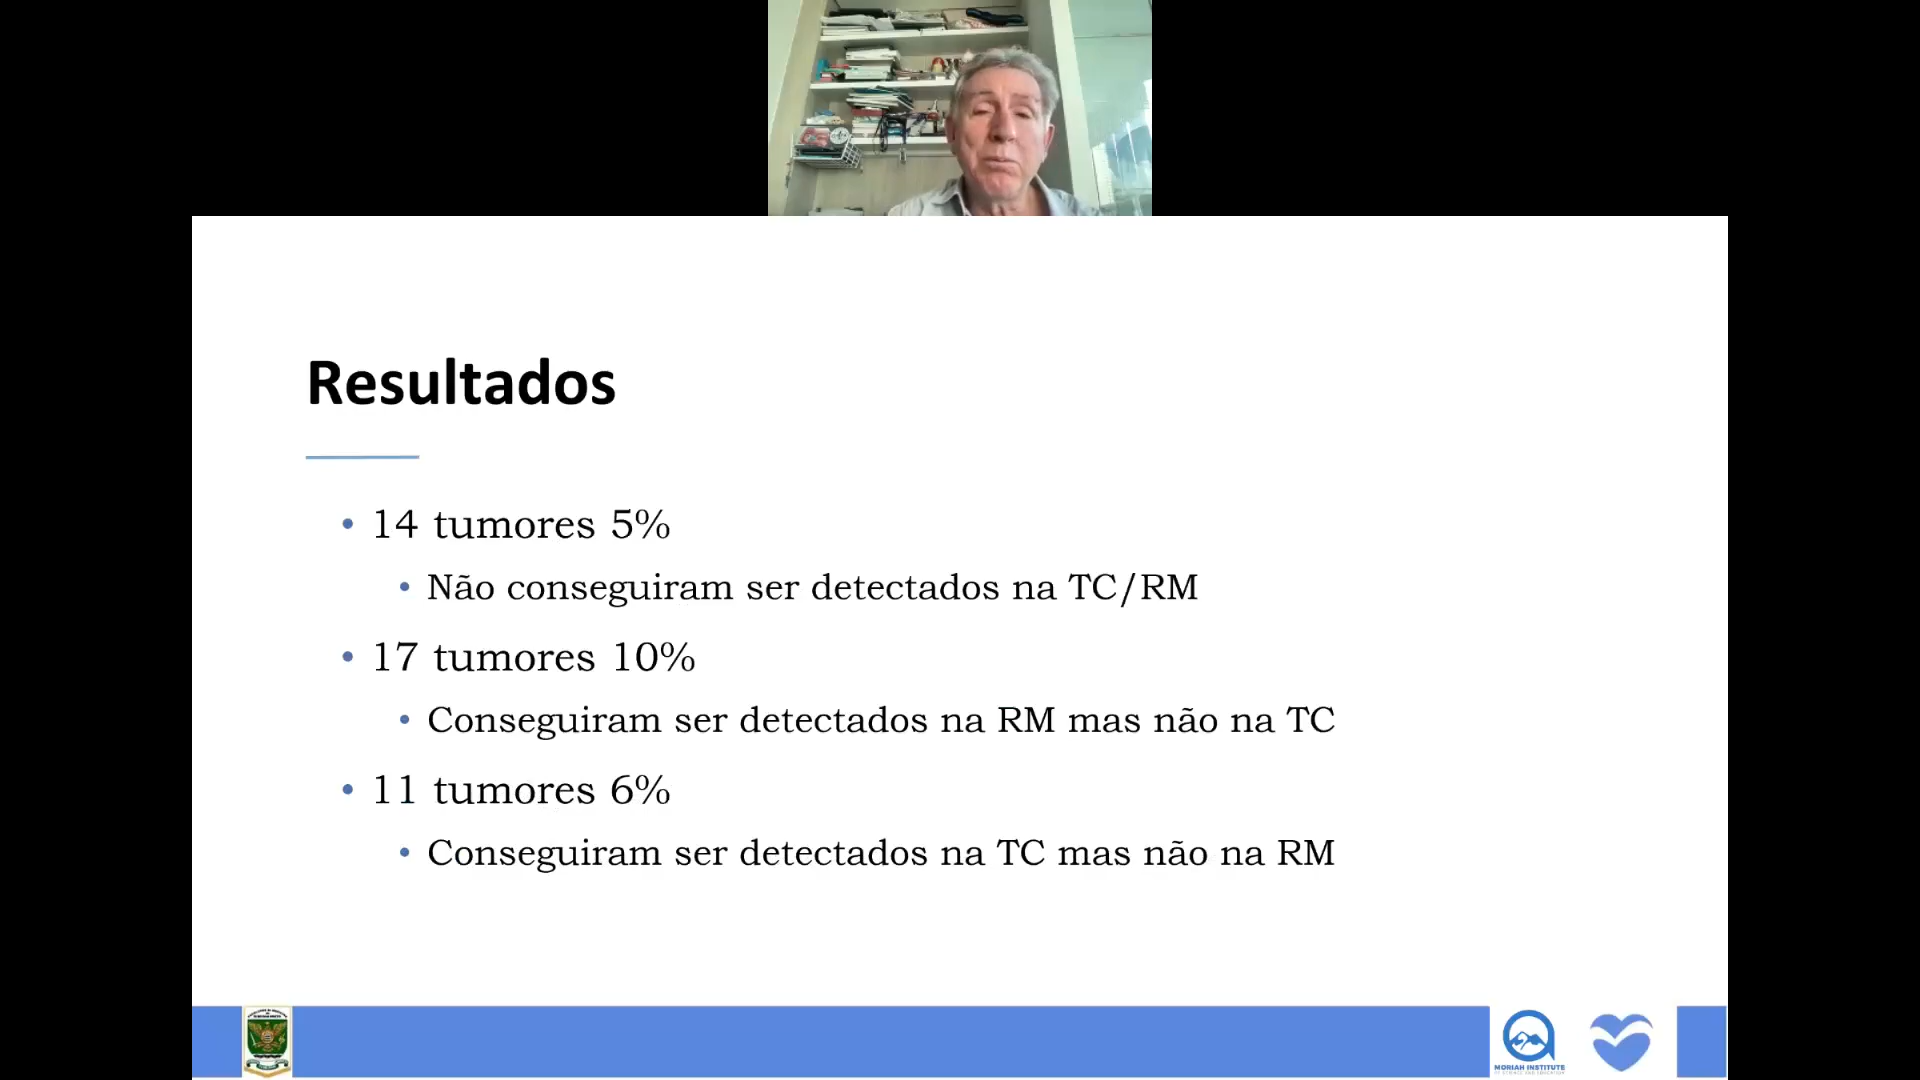 Resultados
• 14 tumores 5%
• Não conseguiram ser detectados na TC/RM
• 17 tumores 10%
• Conseguiram ser detectados na RM mas não na TC
• 11 tumores 6%
• Conseguiram ser detectados na TC mas não na RM
MORIAH INSTITUTE